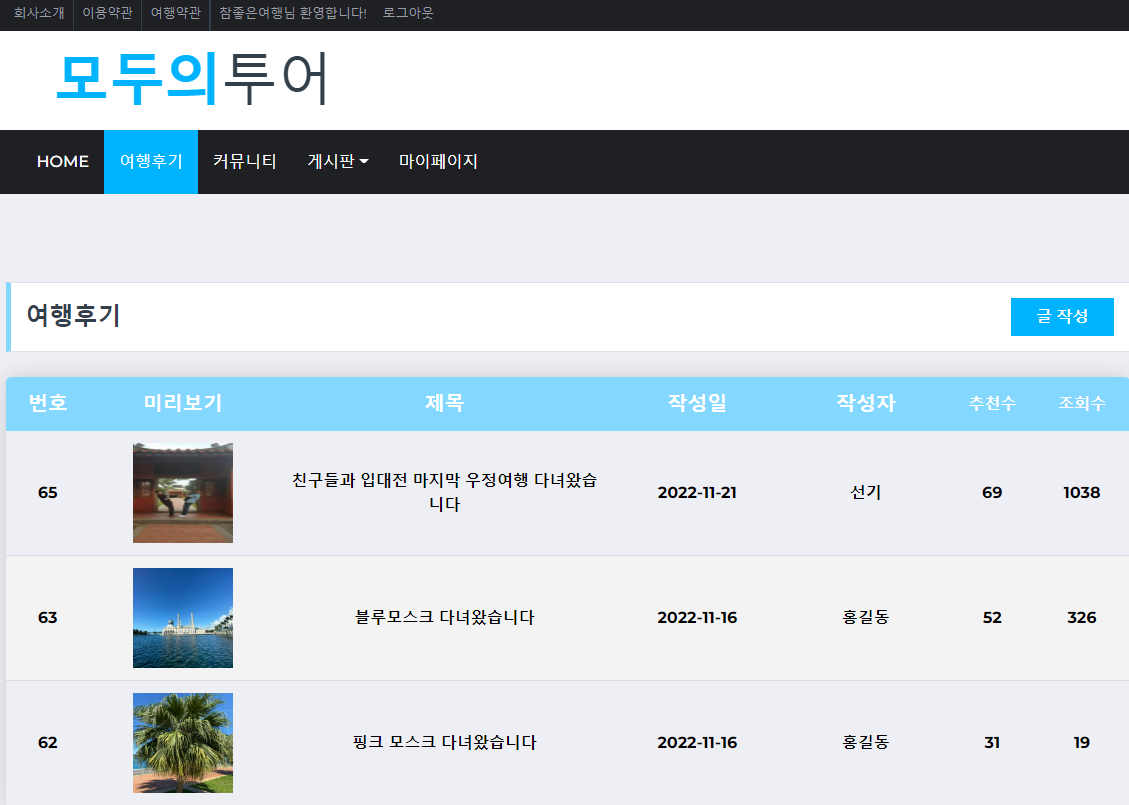 회사소개 이용약관 여행약관 참좋은여행님 환영합니다! 로그아웃
모두의투어
HOME 여행후기 커뮤니티 게시판 마이페이지
여행후기 글 작성
번호 미리보기 제목 작성일 작성자 추천수 조회수
65 친구들과 입대전 마지막 우정여행 다녀왔습 2022-11-21 선기 69 1038
니다
63 블루모스크 다녀왔습니다 2022-11-16 홍길동 52 326
62 핑크 모스크 다녀왔습니다 2022-11-16 홍길동 31 19